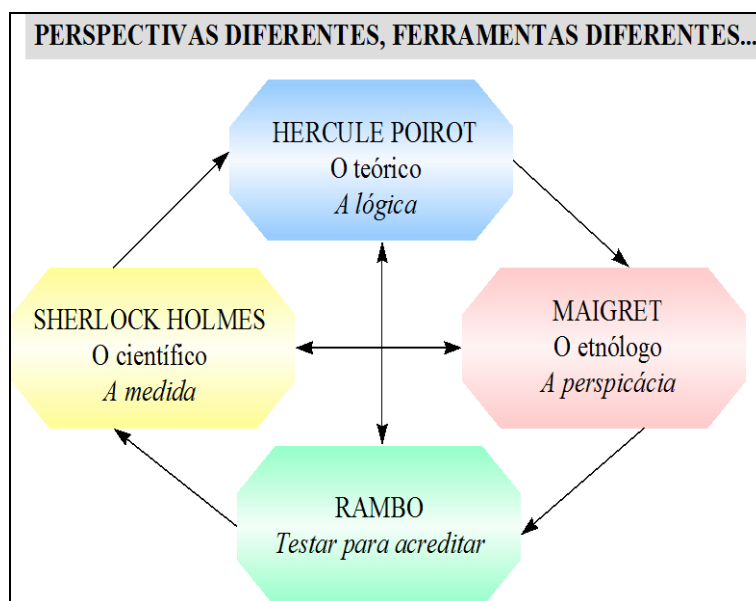 PERSPECTIVAS DIFERENTES, FERRAMENTAS DIFERENTES...
HERCULE POIROT
O teórico
A lógica
SHERLOCK HOLMES
O científico
A medida
MAIGRET
O etnólogo
A perspicácia
RAMBO
Testar para acreditar